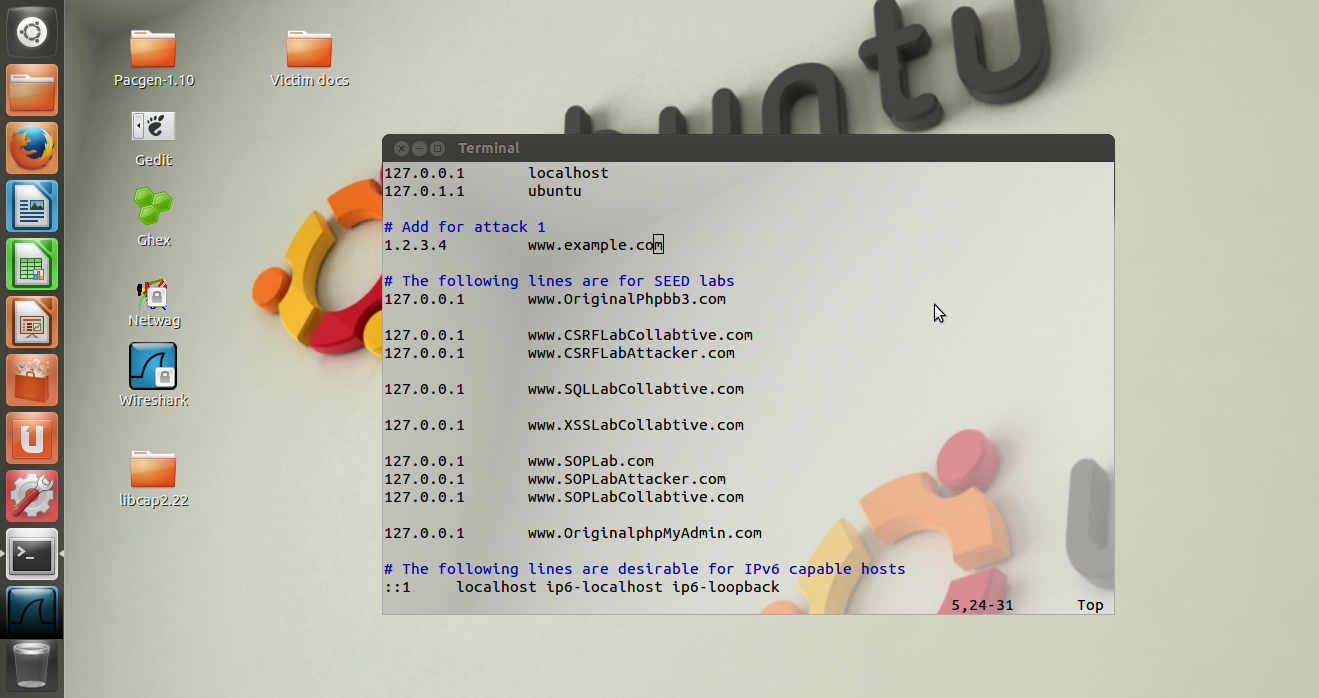 Pacgen-1.10
Victim docs
Gedit
Ghex
Netwag
Wireshark
libcap2.22
ubuntu
Terminal
127.0.0.1 localhost
127.0.1.1 ubuntu
# Add for attack 1
1.2.3.4 www.example.com
# The following lines are for SEED labs
127.0.0.1 www.OriginalPhpbb3.com
127.0.0.1 www.CSRFLabCollabtive.com
127.0.0.1 www.CSRFLabAttacker.com
127.0.0.1 www.SQLLabCollabtive.com
127.0.0.1 www.XSSLabCollabtive.com
127.0.0.1 www.SOPLab.com
127.0.0.1 www.SOPLabAttacker.com
127.0.0.1 www.SOPLabCollabtive.com
127.0.0.1 www.OriginalphpMyAdmin.com
# The following lines are desirable for IPv6 capable hosts
::1 localhost ip6-localhost ip6-loopback
5,24-31 Top